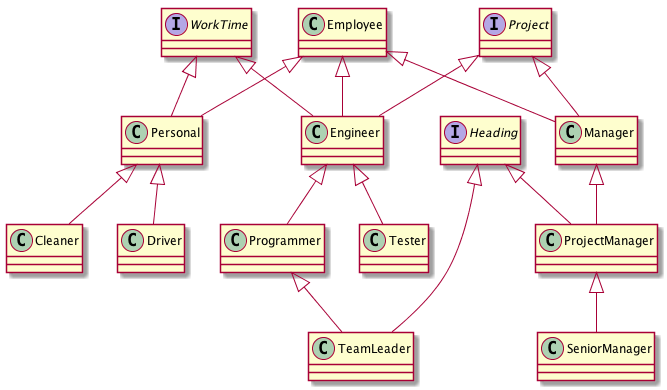 I WorkTime
C Employee
I Project
C Personal
C Engineer
I Heading
C Manager
C Cleaner
C Driver
C Programmer
C Tester
C ProjectManager
C TeamLeader
C SeniorManager